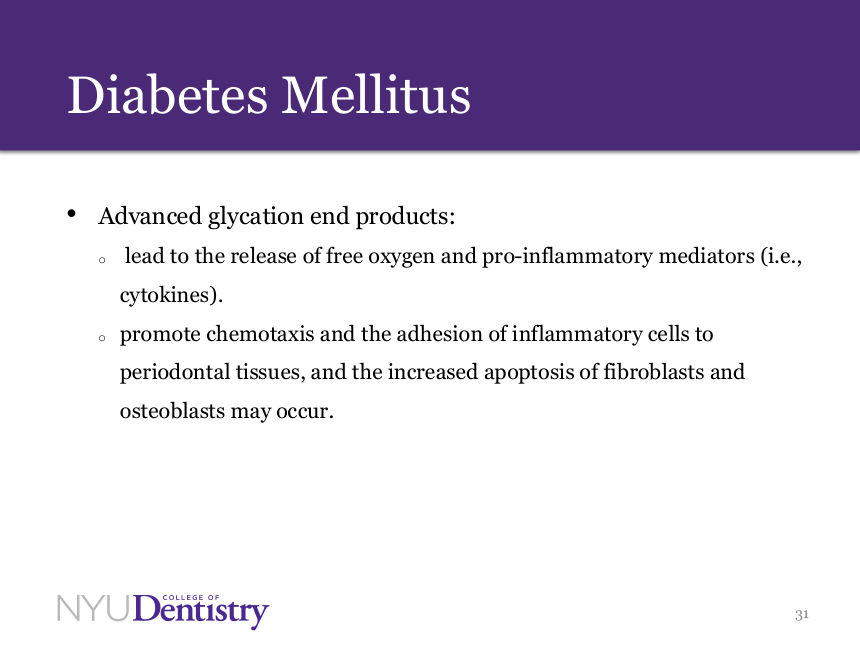 Diabetes Mellitus
• Advanced glycation end products:
○ lead to the release of free oxygen and pro-inflammatory mediators (i.e.,
cytokines).
○ promote chemotaxis and the adhesion of inflammatory cells to
periodontal tissues, and the increased apoptosis of fibroblasts and
osteoblasts may occur.
COLLEGE OF
NYU Dentistry
31